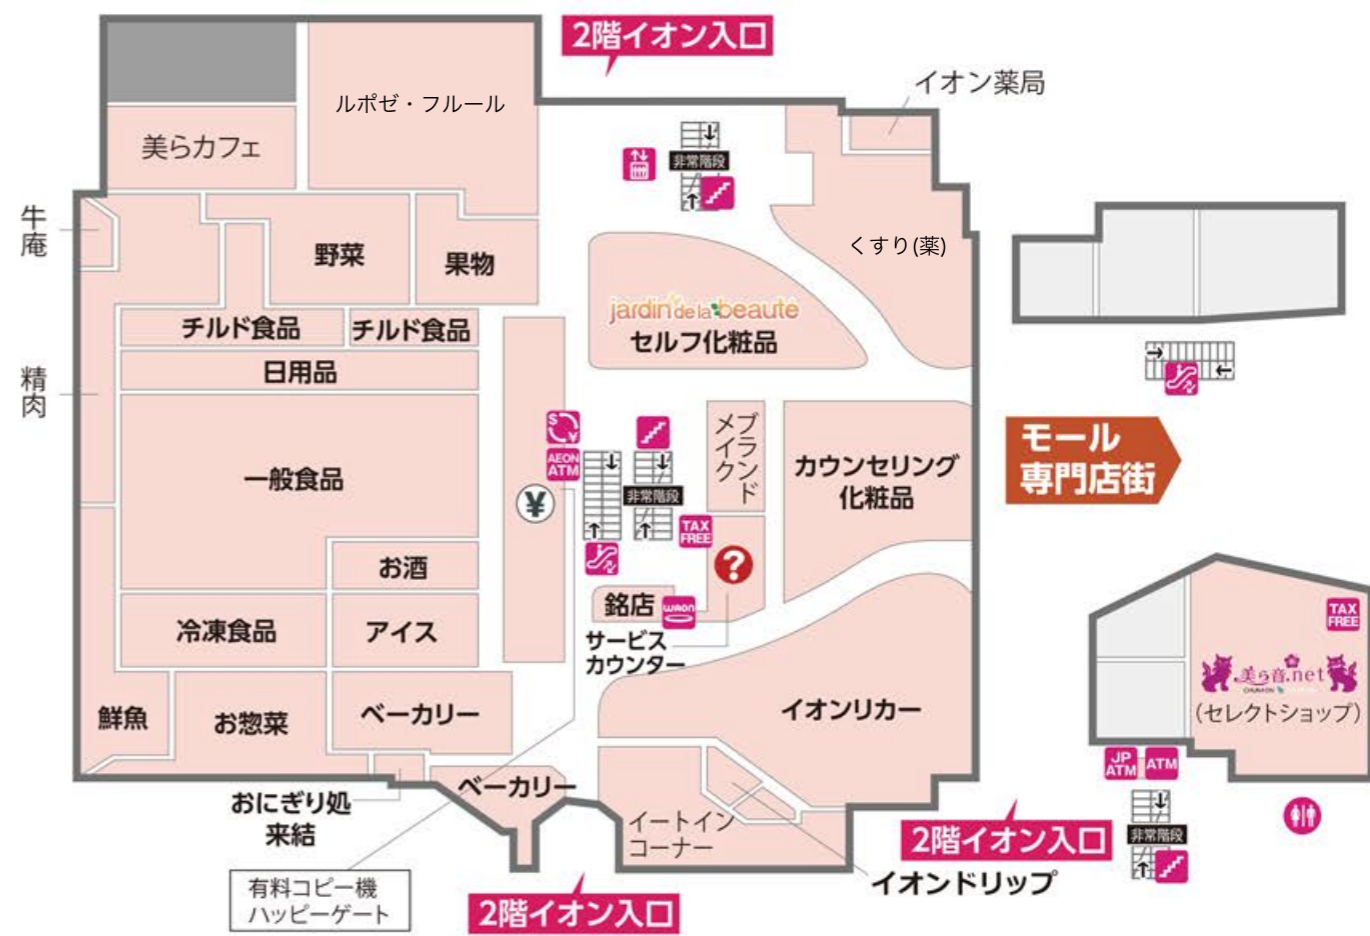 2階イオン入口
イオン薬局
ルポゼ・フルール
美らカフェ
非常階段
牛庵
野菜
果物
くすり(薬)
jardin de la beauté
セルフ化粧品
チルド食品
チルド食品
日用品
精肉
$
¥
AEON
ATM
ブランド
メイク
モール
専門店街
カウンセリング
化粧品
一般食品
¥
非常階段
TAX
FREE
?
お酒
銘店
WAON
冷凍食品
アイス
サービス
カウンター
TAX
FREE
美ら音.net
(セレクトショップ)
鮮魚
お惣菜
ベーカリー
イオンリカー
JP
ATM
ATM
ベーカリー
おにぎり処
来結
イートイン
コーナー
2階イオン入口
非常階段
イオンドリップ
有料コピー機
ハッピーゲート
2階イオン入口